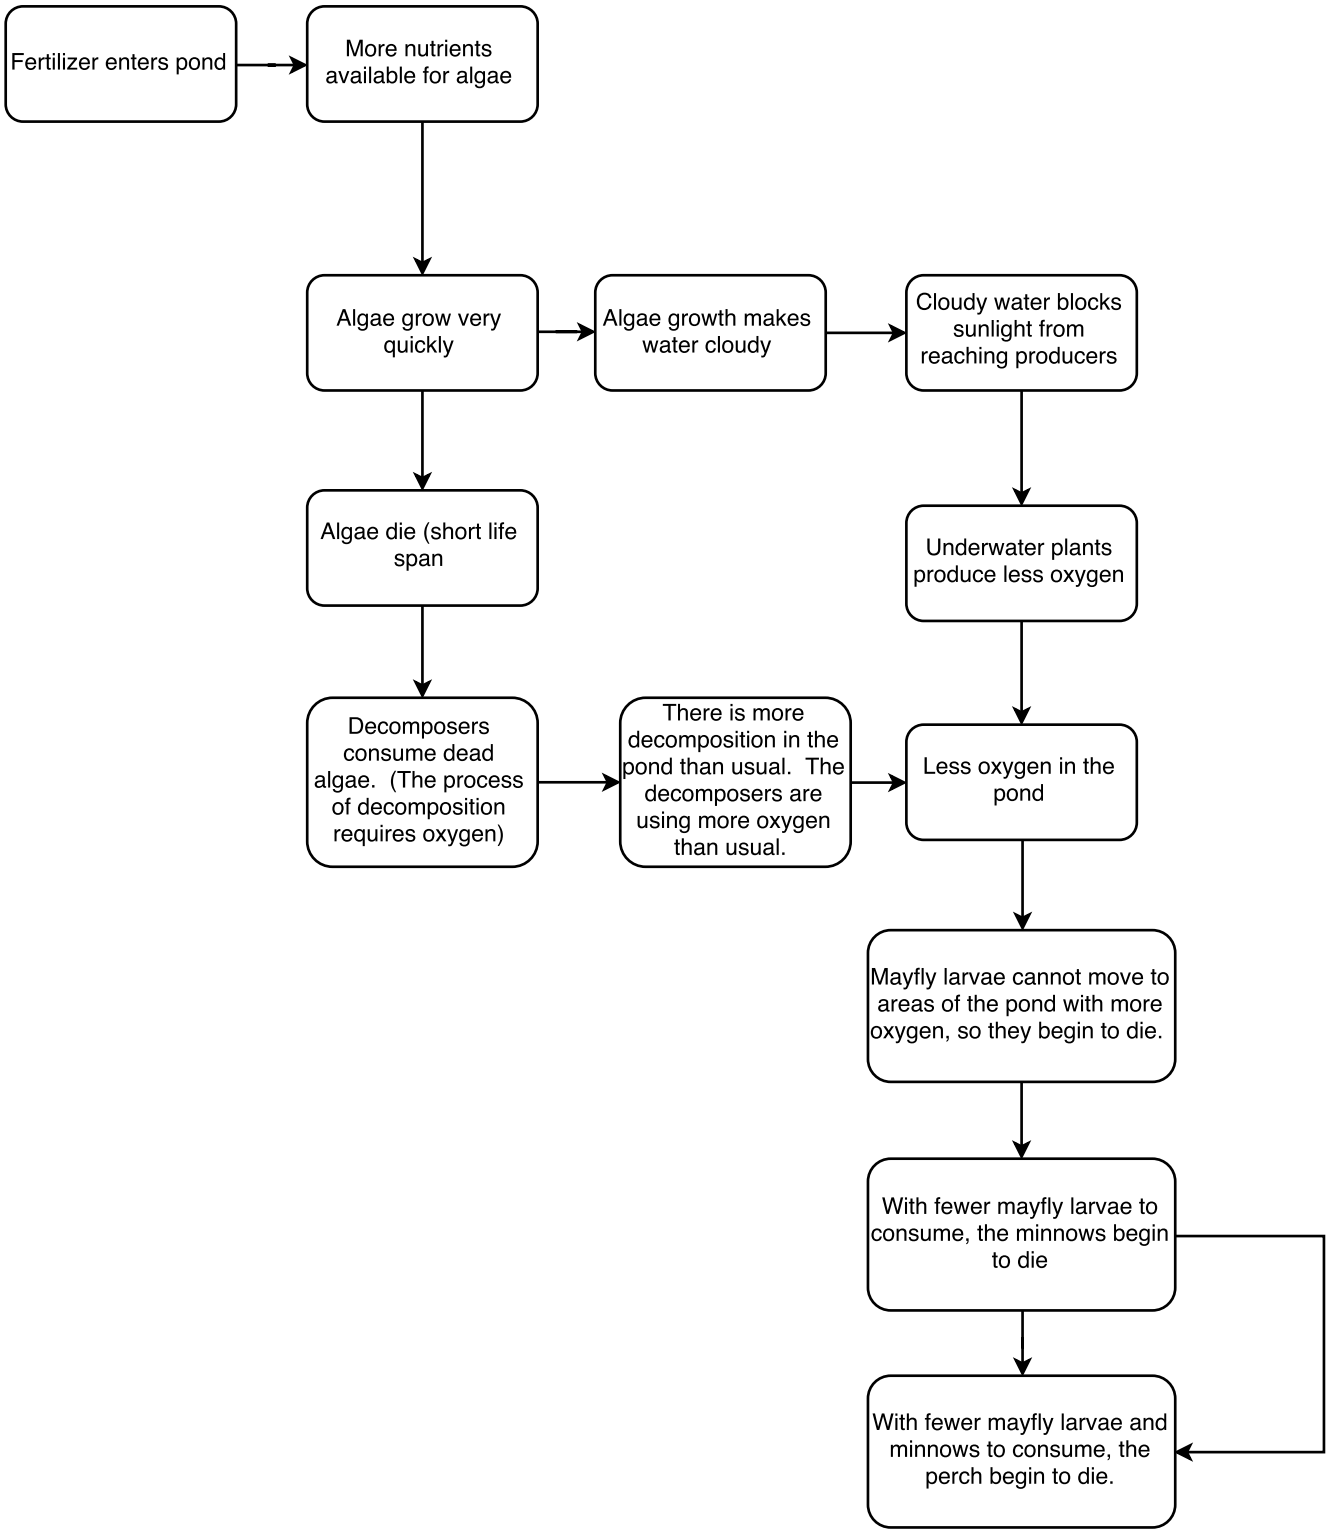 Fertilizer enters pond
More nutrients
available for algae
Algae grow very
quickly
Algae growth makes
water cloudy
Cloudy water blocks
sunlight from
reaching producers
Algae die (short life
span
Underwater plants
produce less oxygen
Decomposers
consume dead
algae.  (The process
of decomposition
requires oxygen)
There is more
decomposition in the
pond than usual.  The
decomposers are
using more oxygen
than usual.
Less oxygen in the
pond
Mayfly larvae cannot move to
areas of the pond with more
oxygen, so they begin to die.
With fewer mayfly larvae to
consume, the minnows begin
to die
With fewer mayfly larvae and
minnows to consume, the
perch begin to die.